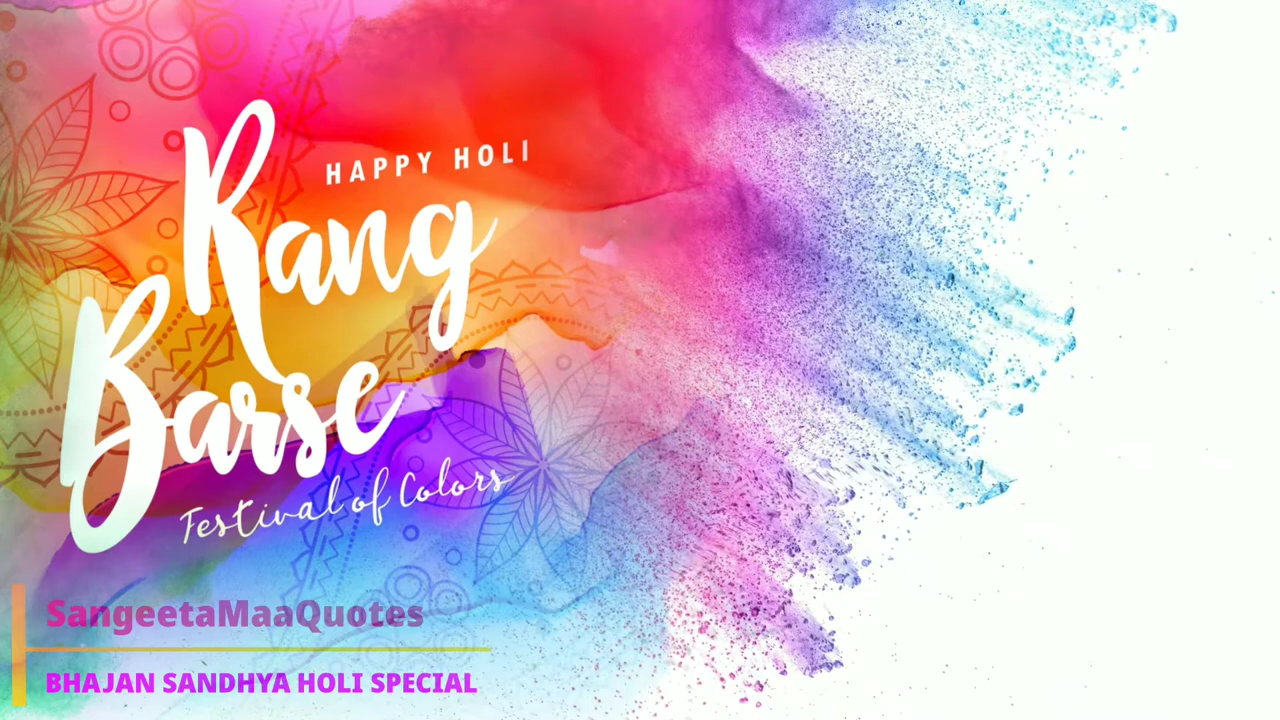 HAPPY HOLI
Rang
Barse
Festival of Colors
SangeetaMaaQuotes
BHAJAN SANDHYA HOLI SPECIAL